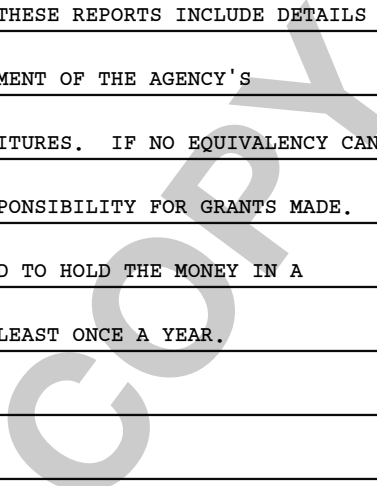 THESE REPORTS INCLUDE DETAILS
MENT OF THE AGENCY'S
ITURES. IF NO EQUIVALENCY CAN
PONSIBILITY FOR GRANTS MADE.
D TO HOLD THE MONEY IN A
LEAST ONCE A YEAR.
COPY